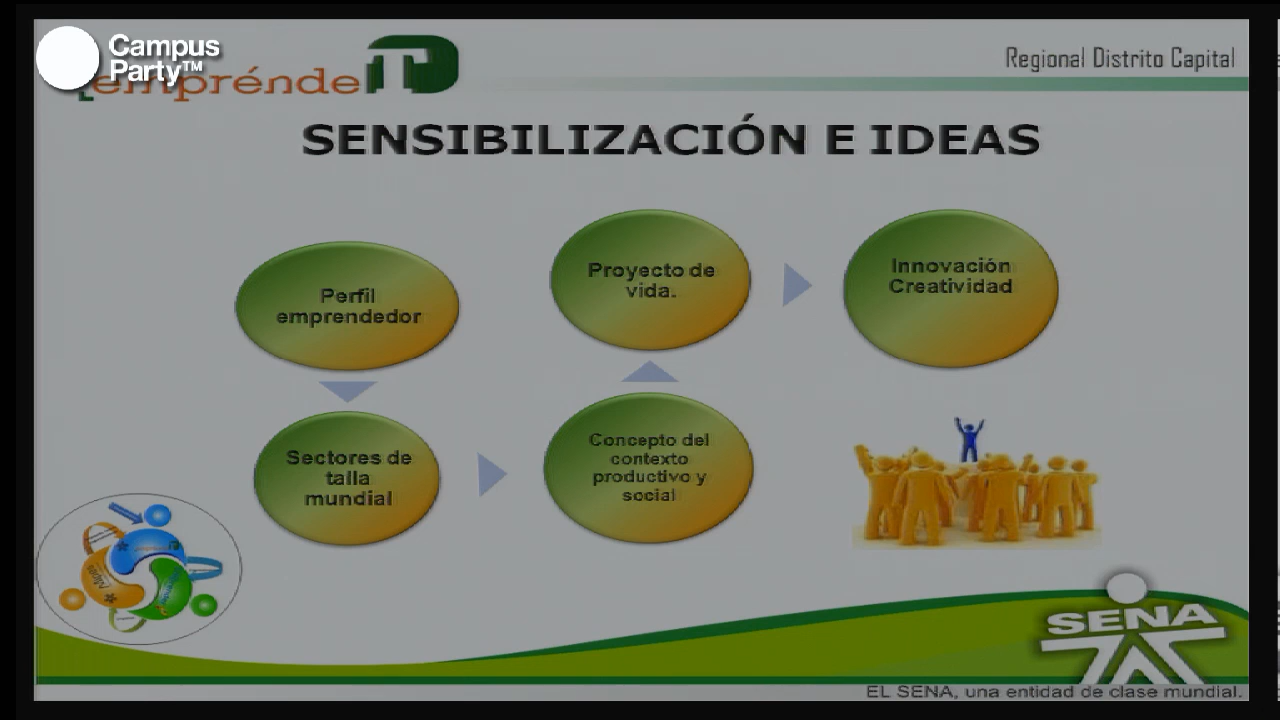 Campus
Party™
empréndeTD
Regional Distrito Capital
SENSIBILIZACIÓN E IDEAS
Perfil
emprendedor
Sectores de
talla
mundial
Concepto del
contexto
productivo y
social
Proyecto de
vida.
Innovación
Creatividad
SENA
EL SENA, una entidad de clase mundial.